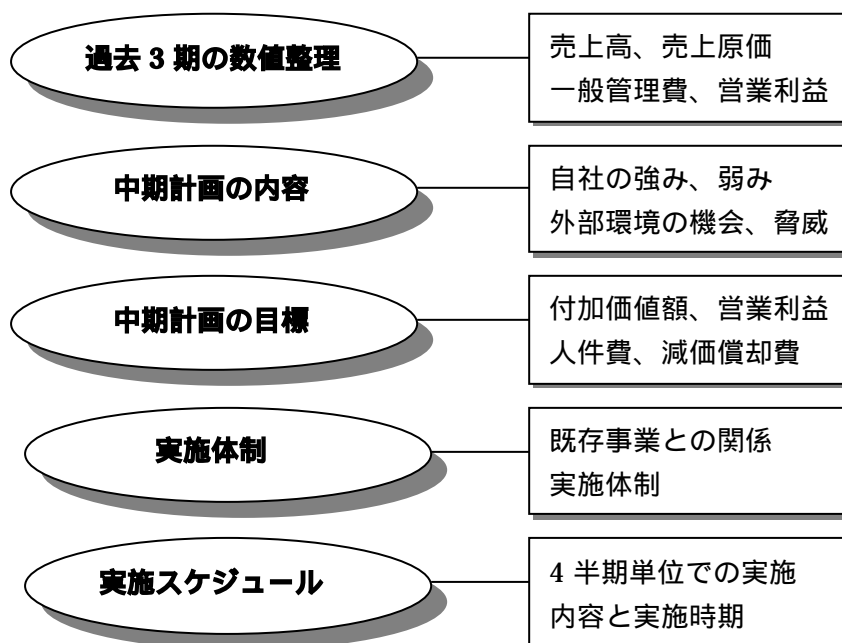 過去 3 期の数値整理
売上高、売上原価
一般管理費、営業利益
中期計画の内容
自社の強み、弱み
外部環境の機会、脅威
中期計画の目標
付加価値額、営業利益
人件費、減価償却費
実施体制
既存事業との関係
実施体制
実施スケジュール
4 半期単位での実施
内容と実施時期